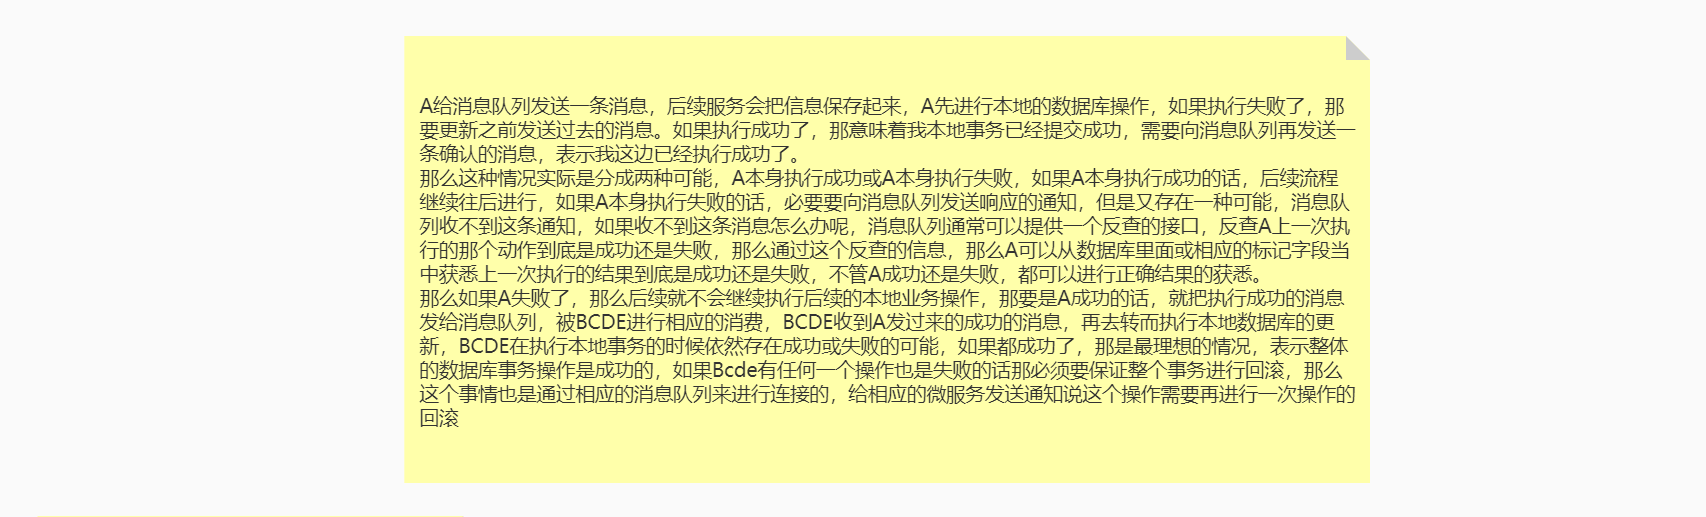 A给消息队列发送一条消息，后续服务会把信息保存起来，A先进行本地的数据库操作，如果执行失败了，那
要更新之前发送过去的消息。如果执行成功了，那意味着我本地事务已经提交成功，需要向消息队列再发送一
条确认的消息，表示我这边已经执行成功了。
那么这种情况实际是分成两种可能，A本身执行成功或A本身执行失败，如果A本身执行成功的话，后续流程
继续往后进行，如果A本身执行失败的话，必要要向消息队列发送响应的通知，但是又存在一种可能，消息队
列收不到这条通知，如果收不到这条消息怎么办呢，消息队列通常可以提供一个反查的接口，反查A上一次执
行的那个动作到底是成功还是失败，那么通过这个反查的信息，那么A可以从数据库里面或相应的标记字段当
中获悉上一次执行的结果到底是成功还是失败，不管A成功还是失败，都可以进行正确结果的获悉。
那么如果A失败了，那么后续就不会继续执行后续的本地业务操作，那要是A成功的话，就把执行成功的消息
发给消息队列，被BCDE进行相应的消费，BCDE收到A发过来的成功的消息，再去转而执行本地数据库的更
新，BCDE在执行本地事务的时候依然存在成功或失败的可能，如果都成功了，那是最理想的情况，表示整体
的数据库事务操作是成功的，如果Bcde有任何一个操作也是失败的话那必须要保证整个事务进行回滚，那么
这个事情也是通过相应的消息队列来进行连接的，给相应的微服务发送通知说这个操作需要再进行一次操作的
回滚